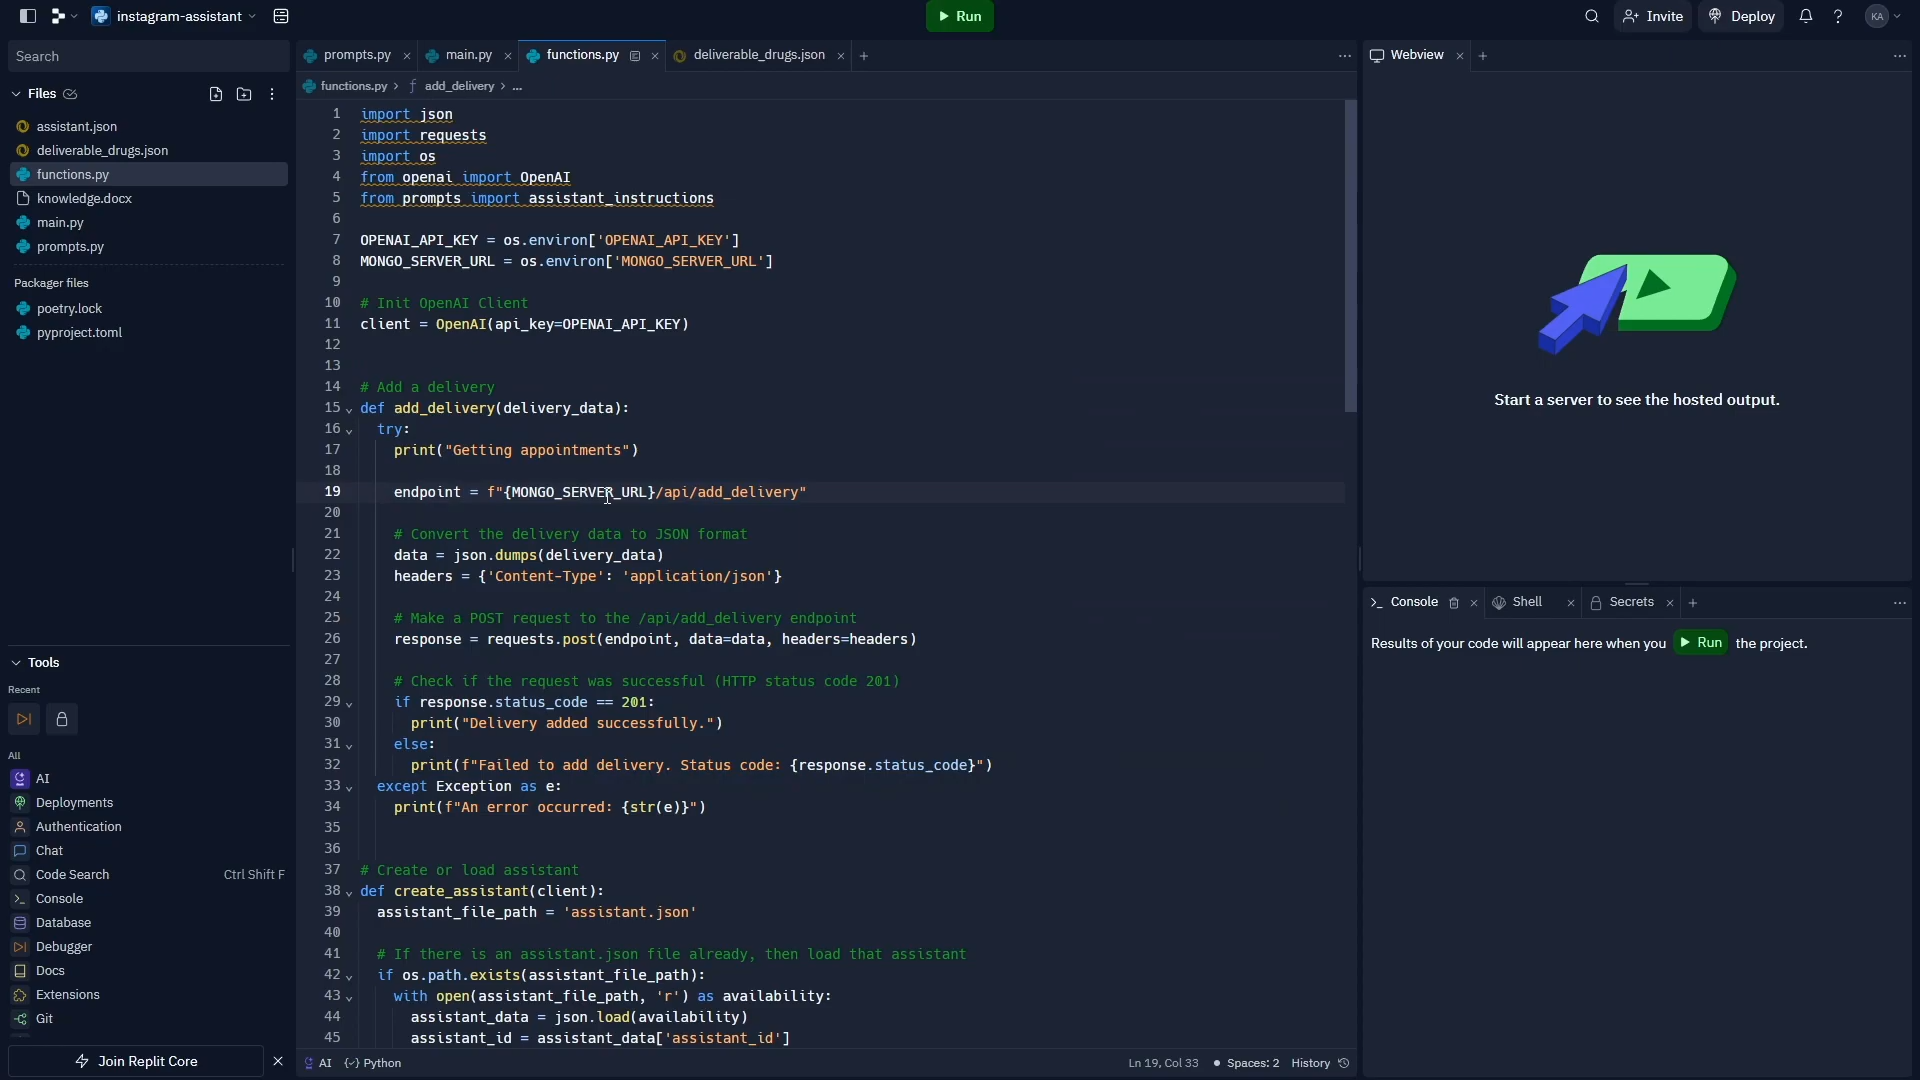 instagram-assistant
Run
Invite
Deploy
KA
Search
prompts.py
main.py
functions.py
deliverable_drugs.json
Webview
Files
functions.py > ƒ add_delivery > ...
assistant.json
deliverable_drugs.json
functions.py
knowledge.docx
main.py
prompts.py
Packager files
poetry.lock
pyproject.toml
1 import json
2 import requests
3 import os
4 from openai import OpenAI
5 from prompts import assistant_instructions
6
7 OPENAI_API_KEY = os.environ['OPENAI_API_KEY']
8 MONGO_SERVER_URL = os.environ['MONGO_SERVER_URL']
9
10 # Init OpenAI Client
11 client = OpenAI(api_key=OPENAI_API_KEY)
12
13
14 # Add a delivery
15 def add_delivery(delivery_data):
16 try:
17 print("Getting appointments")
18
19 endpoint = f"{MONGO_SERVER_URL}/api/add_delivery"
20
21 # Convert the delivery data to JSON format
22 data = json.dumps(delivery_data)
23 headers = {'Content-Type': 'application/json'}
24
25 # Make a POST request to the /api/add_delivery endpoint
26 response = requests.post(endpoint, data=data, headers=headers)
27
28 # Check if the request was successful (HTTP status code 201)
29 if response.status_code == 201:
30 print("Delivery added successfully.")
31 else:
32 print(f"Failed to add delivery. Status code: {response.status_code}")
33 except Exception as e:
34 print(f"An error occurred: {str(e)}")
35
36
37 # Create or load assistant
38 def create_assistant(client):
39 assistant_file_path = 'assistant.json'
40
41 # If there is an assistant.json file already, then load that assistant
42 if os.path.exists(assistant_file_path):
43 with open(assistant_file_path, 'r') as availability:
44 assistant_data = json.load(availability)
45 assistant_id = assistant_data['assistant_id']
Start a server to see the hosted output.
Console
Shell
Secrets
Results of your code will appear here when you Run the project.
Tools
Recent
All
AI
Deployments
Authentication
Chat
Code Search Ctrl Shift F
Console
Database
Debugger
Docs
Extensions
Git
Join Replit Core
AI
Python
Ln 19, Col 33
Spaces: 2
History